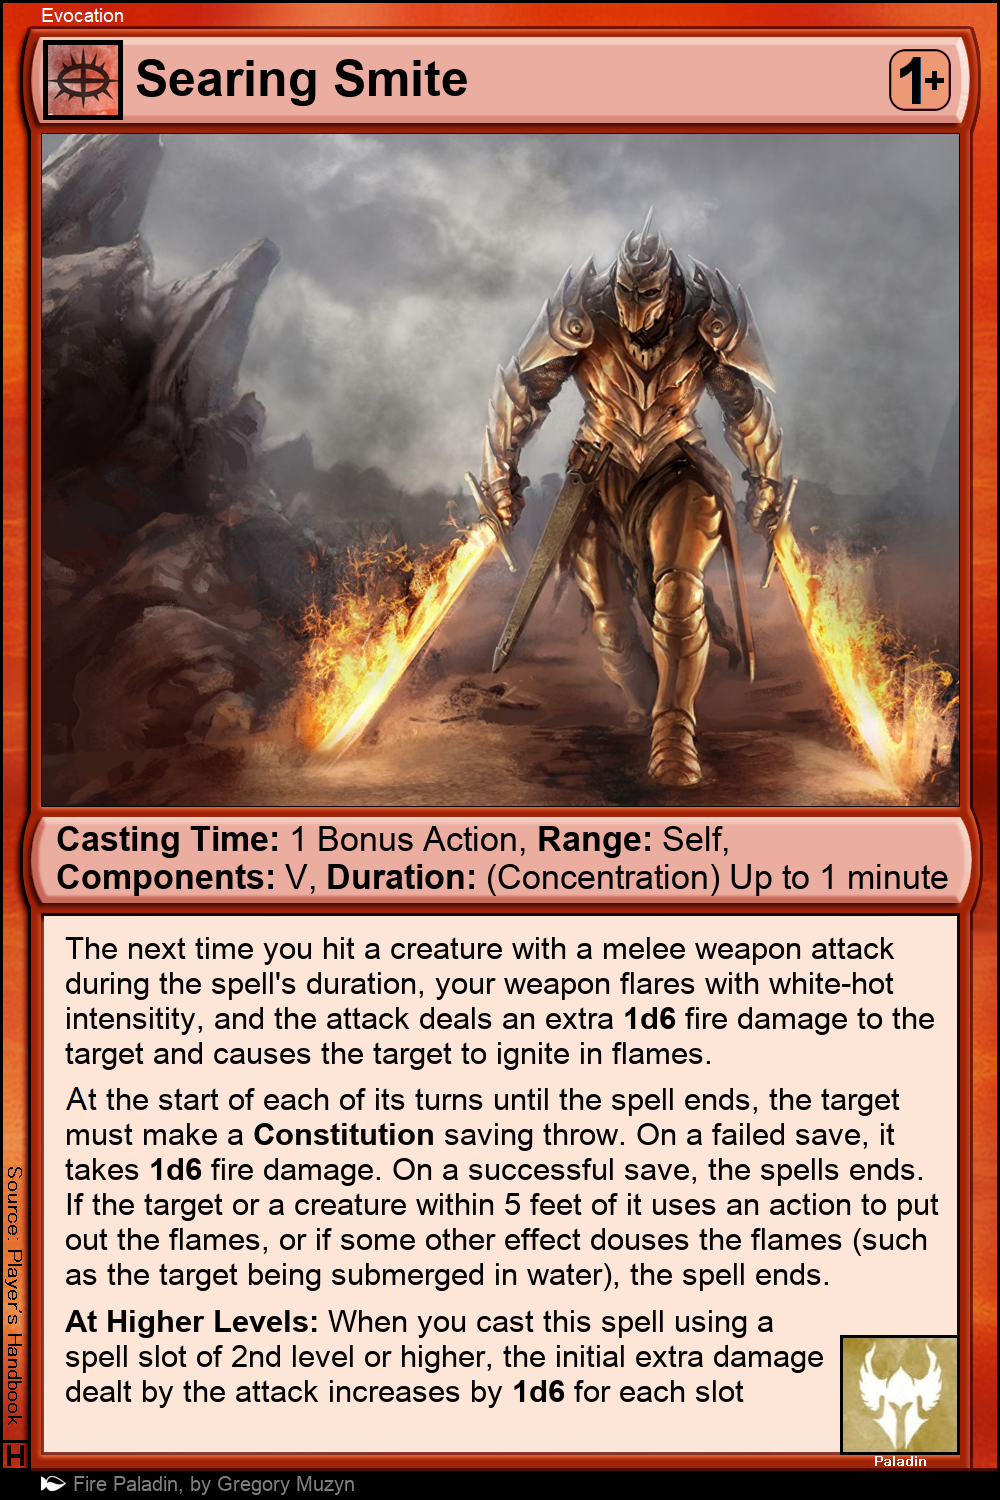 Evocation
Searing Smite
1+
Casting Time: 1 Bonus Action, Range: Self,
Components: V, Duration: (Concentration) Up to 1 minute
The next time you hit a creature with a melee weapon attack
during the spell's duration, your weapon flares with white-hot
intensitity, and the attack deals an extra 1d6 fire damage to the
target and causes the target to ignite in flames.
At the start of each of its turns until the spell ends, the target
must make a Constitution saving throw. On a failed save, it
takes 1d6 fire damage. On a successful save, the spells ends.
If the target or a creature within 5 feet of it uses an action to put
out the flames, or if some other effect douses the flames (such
as the target being submerged in water), the spell ends.
At Higher Levels: When you cast this spell using a
spell slot of 2nd level or higher, the initial extra damage
dealt by the attack increases by 1d6 for each slot
Paladin
Source: Player's Handbook
H
Fire Paladin, by Gregory Muzyn